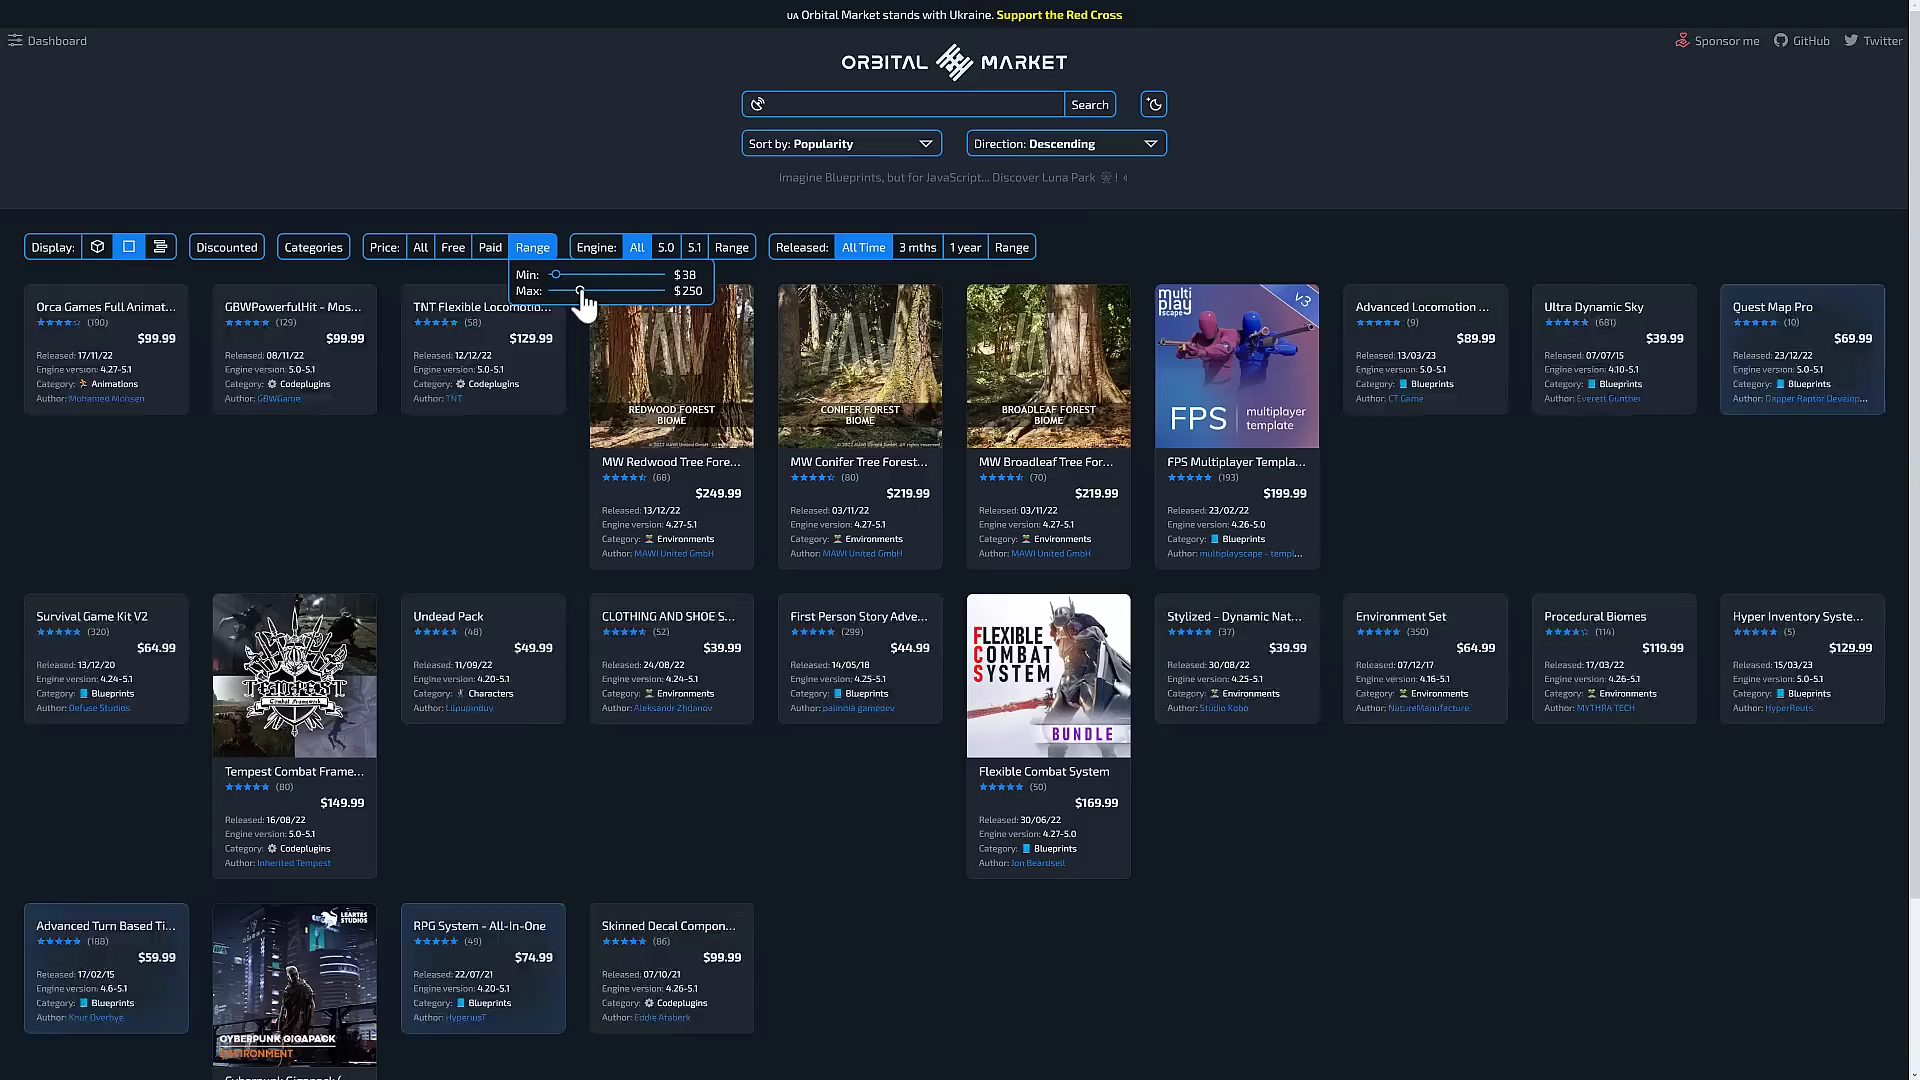 UA Orbital Market stands with Ukraine. Support the Red Cross
Dashboard
Sponsor me GitHub Twitter
ORBITAL MARKET
Search
Sort by: Popularity Direction: Descending
Imagine Blueprints, but for JavaScript... Discover Luna Park
Display: Discounted Categories Price: All Free Paid Range Engine: All 5.0 5.1 Range Released: All Time 3 mths 1 year Range
Min: $38
Max: $250
Orca Games Full Animat...
(190)
$99.99
Released: 17/11/22
Engine version: 4.27-5.1
Category: Animations
Author: Mohamed Mohsen
GBWPowerfulHit - Mos...
(129)
$99.99
Released: 08/11/22
Engine version: 5.0-5.1
Category: Codeplugins
Author: GBWGame
TNT Flexible Locomotio...
(58)
$129.99
Released: 12/12/22
Engine version: 5.0-5.1
Category: Codeplugins
Author: TNT
REDWOOD FOREST
BIOME
MW Redwood Tree Fore...
(68)
$249.99
Released: 13/12/22
Engine version: 4.27-5.1
Category: Environments
Author: MAWI United GmbH
CONIFER FOREST
BIOME
MW Conifer Tree Forest...
(80)
$219.99
Released: 03/11/22
Engine version: 4.27-5.1
Category: Environments
Author: MAWI United GmbH
BROADLEAF FOREST
BIOME
MW Broadleaf Tree For...
(70)
$219.99
Released: 03/11/22
Engine version: 4.27-5.1
Category: Environments
Author: MAWI United GmbH
multi
play
scape
v3
FPS multiplayer
template
FPS Multiplayer Templa...
(193)
$199.99
Released: 23/02/22
Engine version: 4.26-5.0
Category: Blueprints
Author: multiplayscape - templ...
Advanced Locomotion ...
(9)
$89.99
Released: 13/03/23
Engine version: 5.0-5.1
Category: Blueprints
Author: CT Game
Ultra Dynamic Sky
(681)
$39.99
Released: 07/07/15
Engine version: 4.10-5.1
Category: Blueprints
Author: Everett Gunther
Quest Map Pro
(10)
$69.99
Released: 23/12/22
Engine version: 5.0-5.1
Category: Blueprints
Author: Dapper Raptor Develop...
Survival Game Kit V2
(320)
$64.99
Released: 13/12/20
Engine version: 4.24-5.1
Category: Blueprints
Author: Defuse Studios
TEMPEST
Combat Framework
Tempest Combat Frame...
(80)
$149.99
Released: 16/08/22
Engine version: 5.0-5.1
Category: Codeplugins
Author: Inherited Tempest
Undead Pack
(48)
$49.99
Released: 11/09/22
Engine version: 4.20-5.1
Category: Characters
Author: Lilpupinduy
CLOTHING AND SHOE S...
(52)
$39.99
Released: 24/08/22
Engine version: 4.24-5.1
Category: Environments
Author: Aleksandr Zhdanov
First Person Story Adve...
(299)
$44.99
Released: 14/05/18
Engine version: 4.25-5.1
Category: Blueprints
Author: palinoia gamedev
FLEXIBLE
COMBAT
SYSTEM
BUNDLE
Flexible Combat System
(50)
$169.99
Released: 30/06/22
Engine version: 4.27-5.0
Category: Blueprints
Author: Jon Beardsell
Stylized - Dynamic Nat...
(37)
$39.99
Released: 30/08/22
Engine version: 4.25-5.1
Category: Environments
Author: Studio Kobo
Environment Set
(350)
$64.99
Released: 07/12/17
Engine version: 4.16-5.1
Category: Environments
Author: NatureManufacture
Procedural Biomes
(114)
$119.99
Released: 17/03/22
Engine version: 4.26-5.1
Category: Environments
Author: MYTHRA TECH
Hyper Inventory Syste...
(5)
$129.99
Released: 15/03/23
Engine version: 5.0-5.1
Category: Blueprints
Author: HyperReuts
Advanced Turn Based Ti...
(188)
$59.99
Released: 17/02/15
Engine version: 4.6-5.1
Category: Blueprints
Author: Knut Overbye
LEARTES
STUDIOS
CYBERPUNK GIGAPACK
ENVIRONMENT
Cyberpunk Gigapack (
RPG System - All-In-One
(49)
$74.99
Released: 22/07/21
Engine version: 4.20-5.1
Category: Blueprints
Author: HyperiusT
Skinned Decal Compon...
(86)
$99.99
Released: 07/10/21
Engine version: 4.26-5.1
Category: Codeplugins
Author: Eddie Ataberk